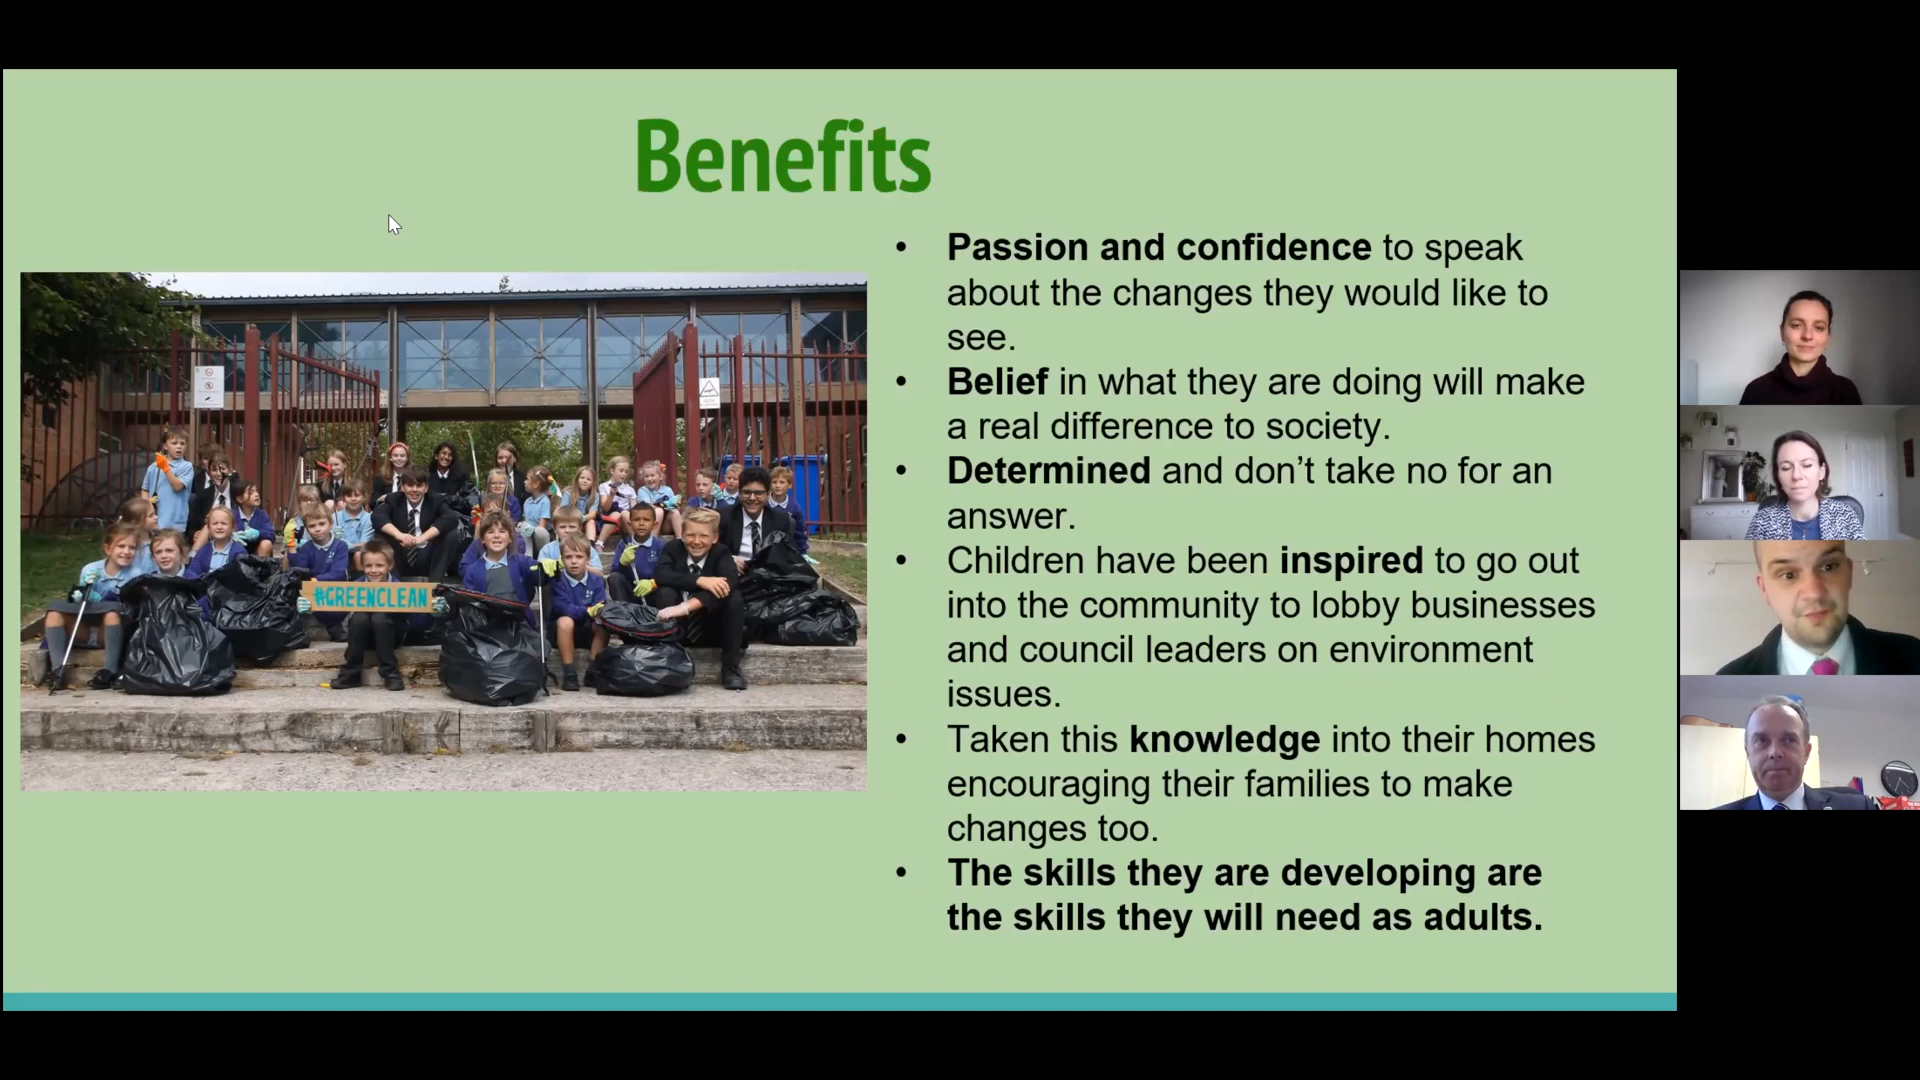 Benefits
• Passion and confidence to speak
about the changes they would like to
see.
• Belief in what they are doing will make
a real difference to society.
• Determined and don’t take no for an
answer.
• Children have been inspired to go out
into the community to lobby businesses
and council leaders on environment
issues.
• Taken this knowledge into their homes
encouraging their families to make
changes too.
• The skills they are developing are
the skills they will need as adults.
#GREENCLEAN